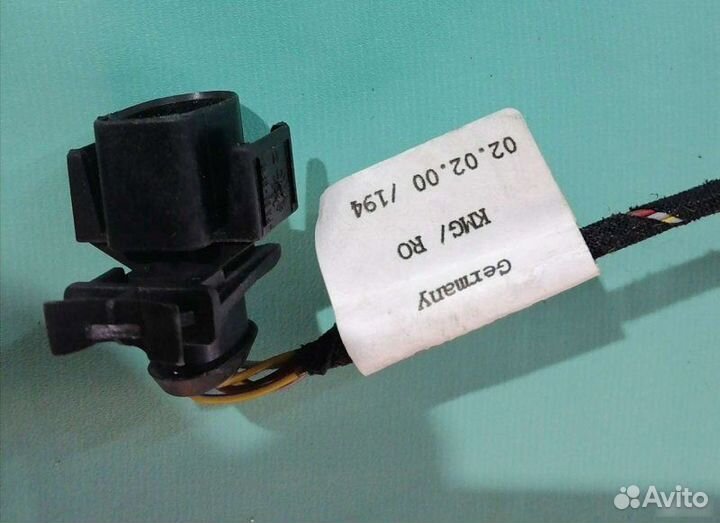 Germany
KMG/ RO
02.02.00 /194
Avito